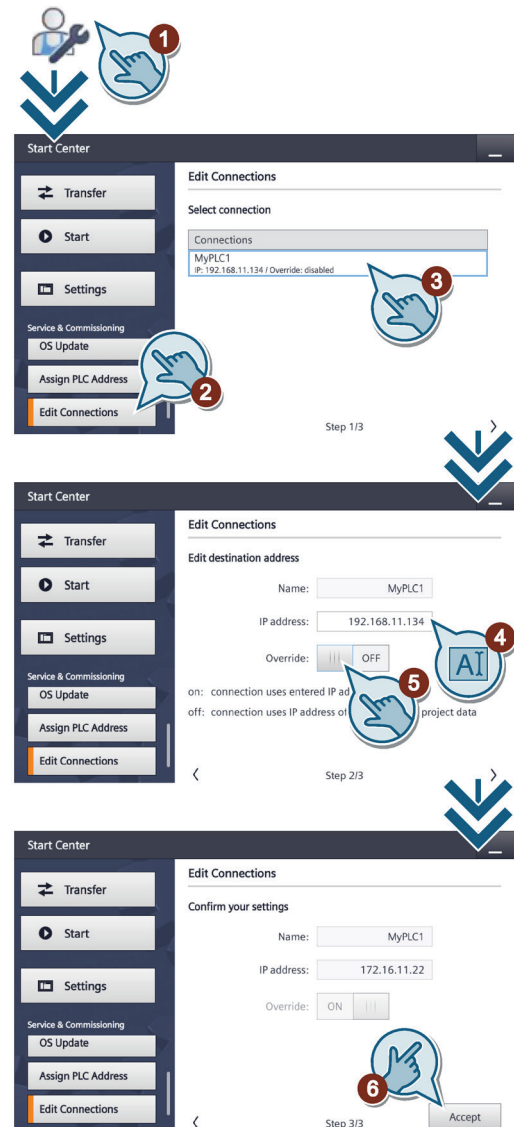 1
Start Center
Edit Connections
Transfer
Select connection
Start
Connections
MyPLC1
IP: 192.168.11.134 / Override: disabled
3
Settings
Service & Commissioning
OS Update
Assign PLC Address
2
Edit Connections
Step 1/3
Start Center
Edit Connections
Transfer
Edit destination address
Start
Name: MyPLC1
IP address: 192.168.11.134
4
AI
Settings
Override: OFF
5
Service & Commissioning
on: connection uses entered IP ad
OS Update
off: connection uses IP address of project data
Assign PLC Address
Edit Connections
Step 2/3
Start Center
Edit Connections
Transfer
Confirm your settings
Start
Name: MyPLC1
IP address: 172.16.11.22
Settings
Override: ON
Service & Commissioning
OS Update
Assign PLC Address
6
Edit Connections
Step 3/3
Accept